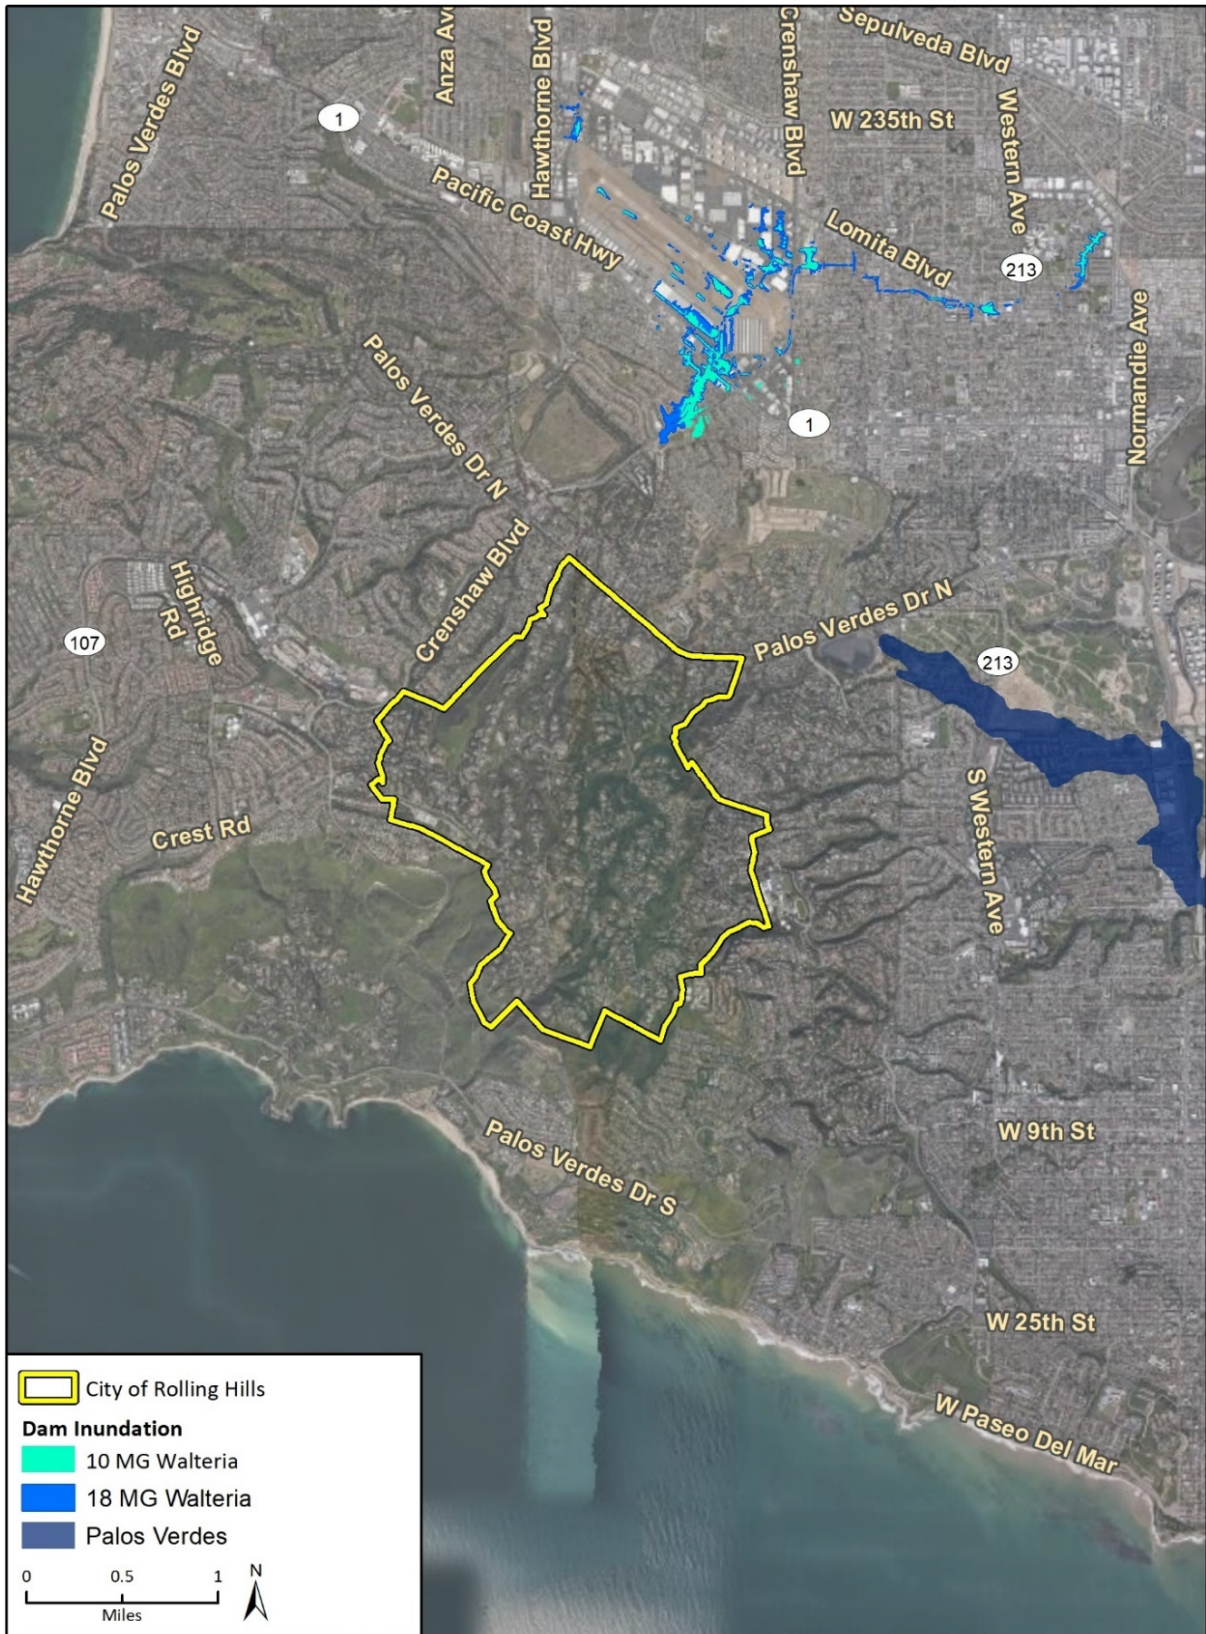 Sepulveda Blvd
Palos Verdes Blvd
Anza Ave
Hawthorne Blvd
Crenshaw Blvd
1
W 235th St
Western Ave
Pacific Coast Hwy
Lomita Blvd
213
Normandie Ave
Palos Verdes Dr N
1
Crenshaw Blvd
Highridge
Rd
107
Palos Verdes Dr N
213
Hawthorne Blvd
Crest Rd
S Western Ave
W 9th St
Palos Verdes Dr S
W 25th St
W Paseo Del Mar
City of Rolling Hills
Dam Inundation
10 MG Walteria
18 MG Walteria
Palos Verdes
0 0.5 1
Miles
N